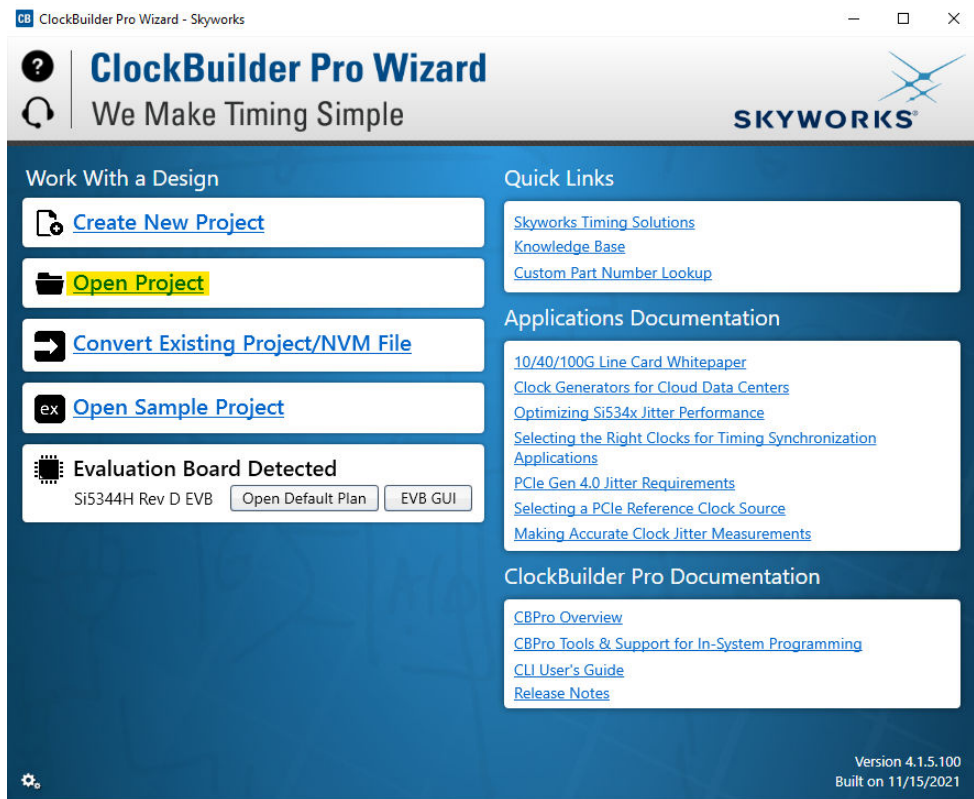 CB ClockBuilder Pro Wizard - Skyworks
?
ClockBuilder Pro Wizard
We Make Timing Simple
SKYWORKS®
Work With a Design
Create New Project
Open Project
Convert Existing Project/NVM File
ex Open Sample Project
Evaluation Board Detected
Si5344H Rev D EVB Open Default Plan EVB GUI
Quick Links
Skyworks Timing Solutions
Knowledge Base
Custom Part Number Lookup
Applications Documentation
10/40/100G Line Card Whitepaper
Clock Generators for Cloud Data Centers
Optimizing Si534x Jitter Performance
Selecting the Right Clocks for Timing Synchronization
Applications
PCIe Gen 4.0 Jitter Requirements
Selecting a PCIe Reference Clock Source
Making Accurate Clock Jitter Measurements
ClockBuilder Pro Documentation
CBPro Overview
CBPro Tools & Support for In-System Programming
CLI User's Guide
Release Notes
Version 4.1.5.100
Built on 11/15/2021